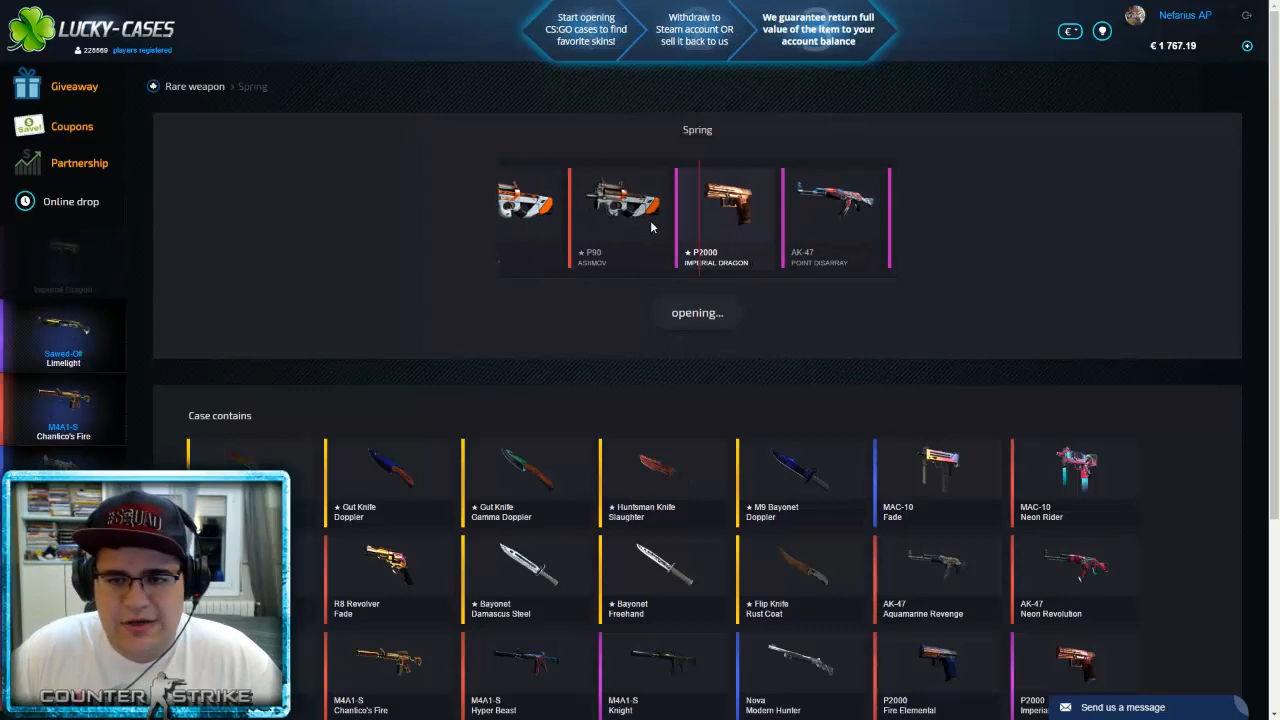 LUCKY-CASES
225569 players registered
Start opening
CS:GO cases to find
favorite skins!
Withdraw to
Steam account OR
sell it back to us
We guarantee return full
value of the item to your
account balance
€
Nefarius AP
€ 1 767.19
Giveaway
Save!
Coupons
Partnership
Online drop
Imperial Dragon
Sawed-Off
Limelight
M4A1-S
Chantico's Fire
Rare weapon > Spring
Spring
★ P90
ASIIMOV
★ P2000
IMPERIAL DRAGON
AK-47
POINT DISARRAY
opening...
Case contains
★ Gut Knife
Doppler
★ Gut Knife
Gamma Doppler
★ Huntsman Knife
Slaughter
★ M9 Bayonet
Doppler
MAC-10
Fade
MAC-10
Neon Rider
R8 Revolver
Fade
★ Bayonet
Damascus Steel
★ Bayonet
Freehand
★ Flip Knife
Rust Coat
AK-47
Aquamarine Revenge
AK-47
Neon Revolution
M4A1-S
Chantico's Fire
M4A1-S
Hyper Beast
M4A1-S
Knight
Nova
Modern Hunter
P2000
Fire Elemental
P2000
Imperia
Send us a message
COUNTER STRIKE